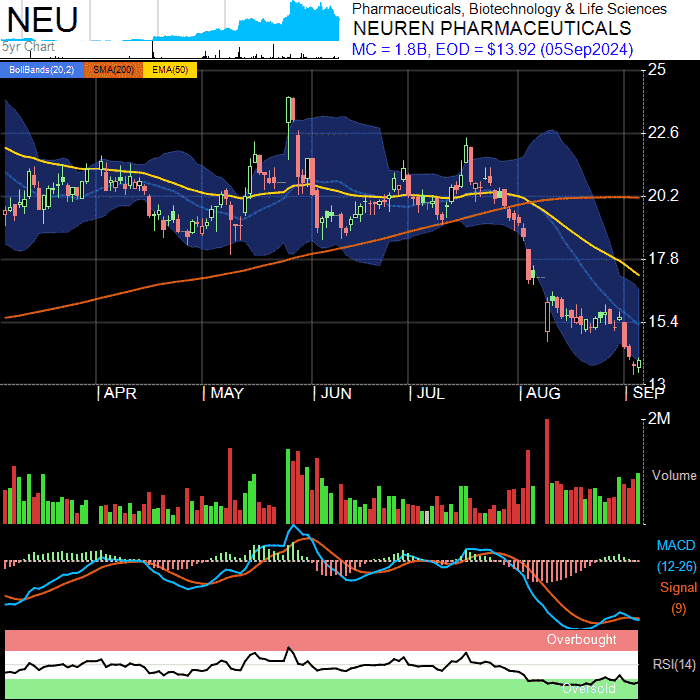 NEU
5yr Chart
Pharmaceuticals, Biotechnology & Life Sciences
NEUREN PHARMACEUTICALS
MC = 1.8B, EOD = $13.92 (05Sep2024)
BollBands(20,2) SMA(200) EMA(50)
25
22.6
20.2
17.8
15.4
13
APR MAY JUN JUL AUG SEP
2M
Volume
MACD
(12-26)
Signal
(9)
Overbought
RSI(14)
Oversold